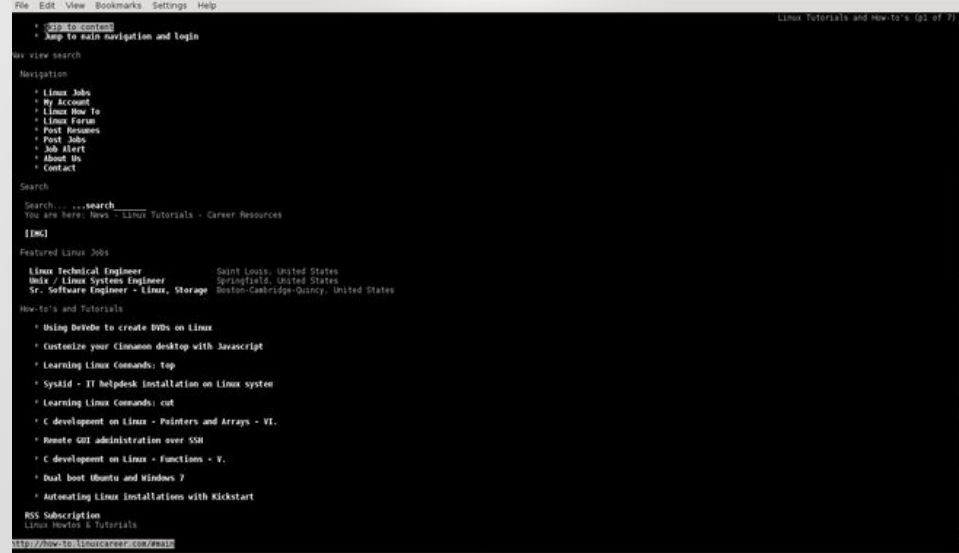 File Edit View Bookmarks Settings Help
Linux Tutorials and How-to's (p1 of 7)
* Skip to content
* Jump to main navigation and login
Nav view search
Navigation
* Linux Jobs
* My Account
* Linux How To
* Linux Forum
* Post Resumes
* Post Jobs
* Job Alert
* About Us
* Contact
Search
Search... ...search______
You are here: News - Linux Tutorials - Career Resources
[IMG]
Featured Linux Jobs
Linux Technical Engineer Saint Louis, United States
Unix / Linux Systems Engineer Springfield, United States
Sr. Software Engineer - Linux, Storage Boston-Cambridge-Quincy, United States
How-to's and Tutorials
* Using DeVeDe to create DVDs on Linux
* Customize your Cinnamon desktop with Javascript
* Learning Linux Commands: top
* SysAid - IT helpdesk installation on Linux system
* Learning Linux Commands: cut
* C development on Linux - Pointers and Arrays - VI.
* Remote GUI administration over SSH
* C development on Linux - Functions - V.
* Dual boot Ubuntu and Windows 7
* Automating Linux installations with Kickstart
RSS Subscription
Linux Howtos & Tutorials
http://how-to.linuxcareer.com/#main